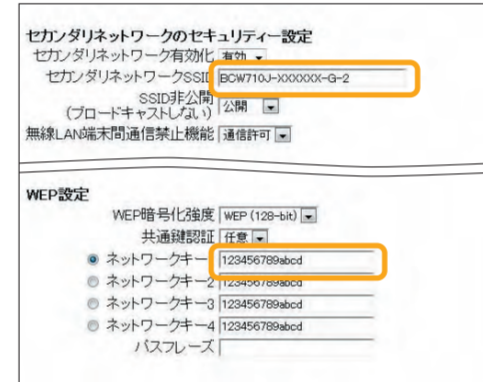 セカンダリネットワークのセキュリティー設定
セカンダリネットワーク有効化 有効
セカンダリネットワークSSID BCW710J-XXXXXX-G-2
SSID非公開
(ブロードキャストしない) 公開
無線LAN端末間通信禁止機能 通信許可
WEP設定
WEP暗号化強度 WEP (128-bit)
共通鍵認証 任意
ネットワークキー 123456789abcd
ネットワークキー2 123456789abcd
ネットワークキー3 123456789abcd
ネットワークキー4 123456789abcd
パスフレーズ